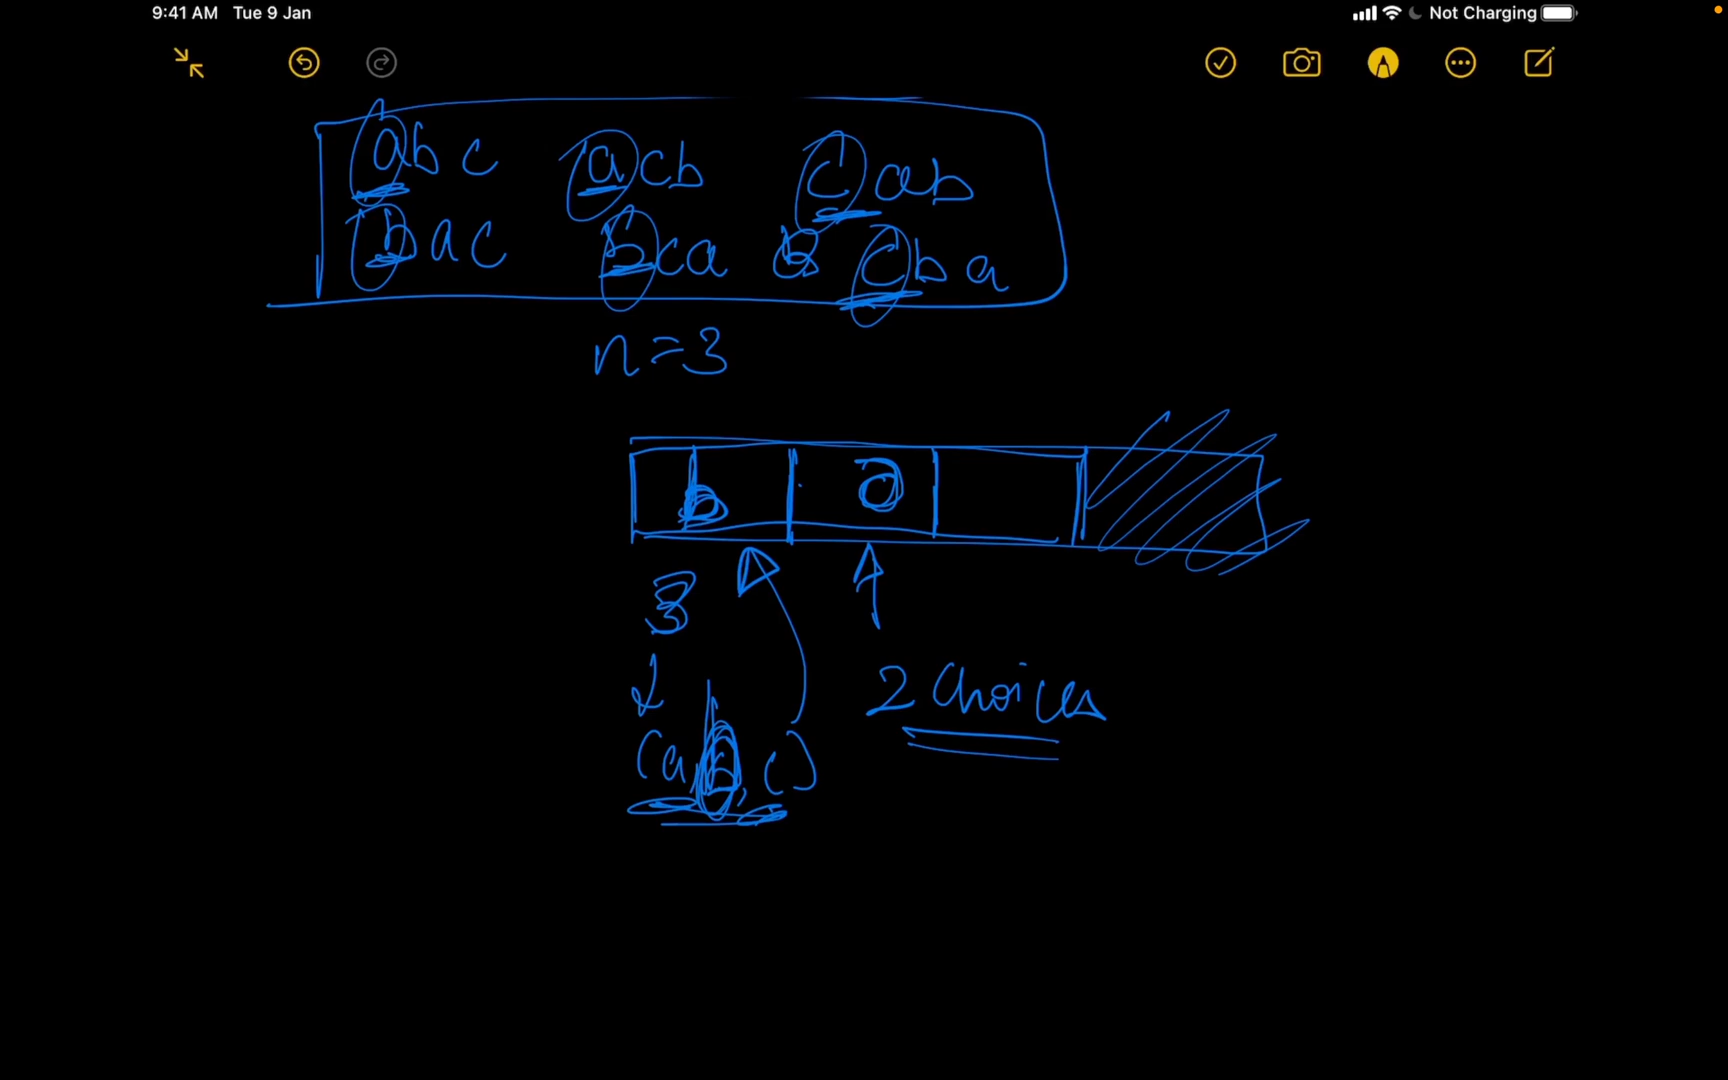 9:41 AM Tue 9 Jan Not Charging
abc acb cab
bac bca cba
n=3
b a
3
2 Choices
(a, b, c)